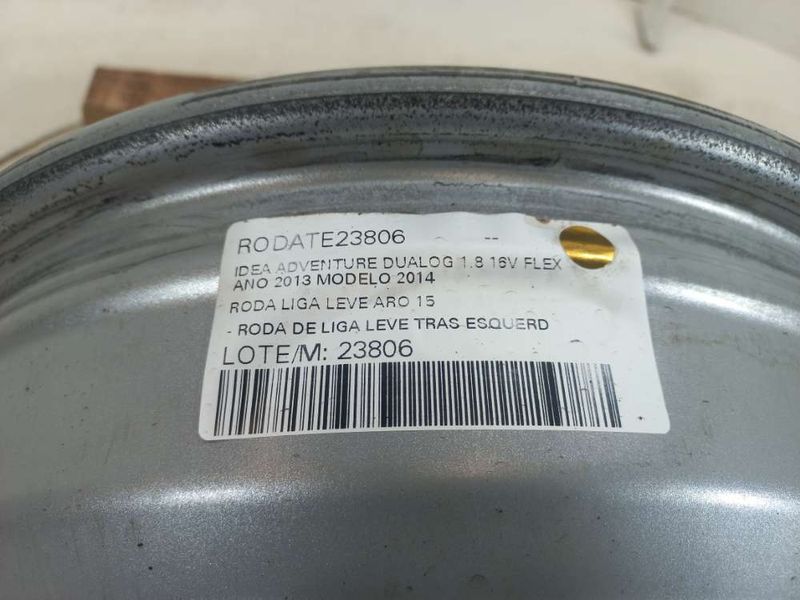 RODATE23806 --
IDEA ADVENTURE DUALOG 1.8 16V FLEX
ANO 2013 MODELO 2014
RODA LIGA LEVE ARO 15
- RODA DE LIGA LEVE TRAS ESQUERD
LOTE/M: 23806